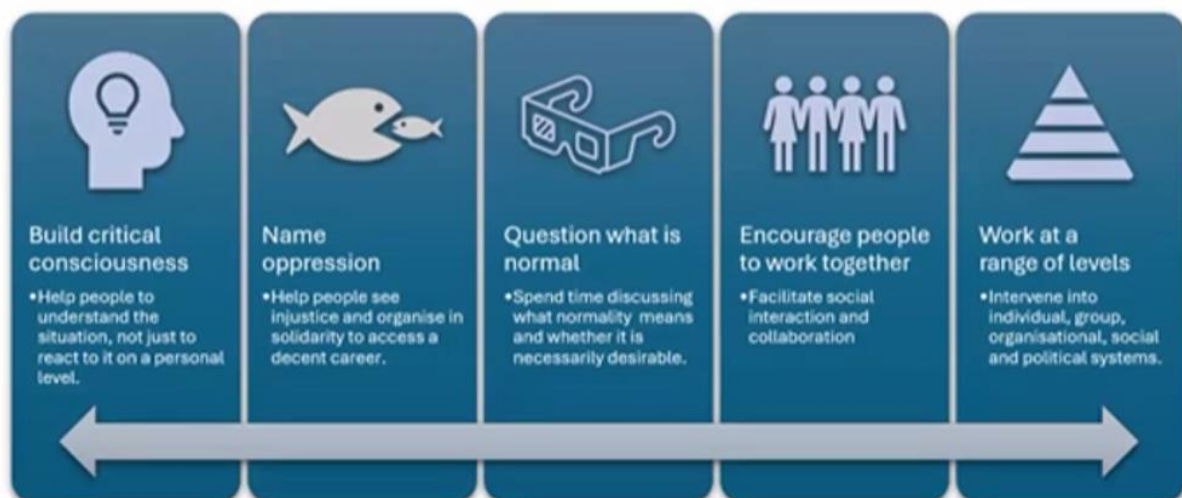 Build critical
consciousness
•Help people to
understand the
situation, not just to
react to it on a personal
level.
Name
oppression
•Help people see
injustice and organise in
solidarity to access a
decent career.
Question what is
normal
•Spend time discussing
what normality means
and whether it is
necessarily desirable.
Encourage people
to work together
•Facilitate social
interaction and
collaboration
Work at a
range of levels
•Intervene into
individual, group,
organisational, social
and political systems.